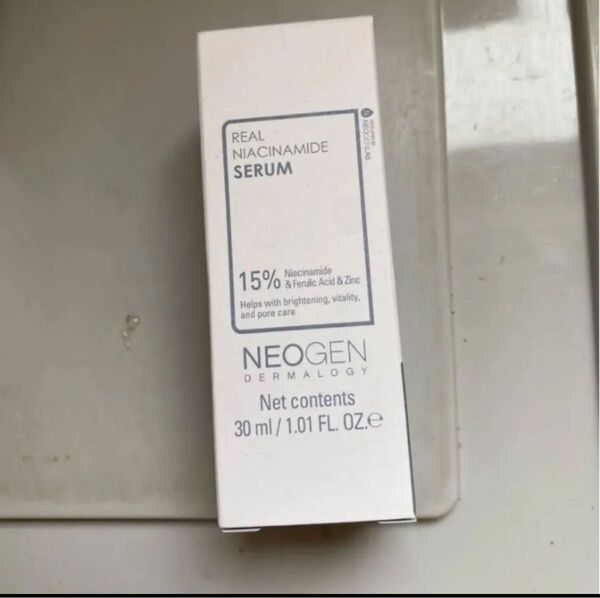 REAL
NIACINAMIDE
SERUM
NEOGENLAB
15% Niacinamide
& Ferulic Acid & Zinc
Helps with brightening, vitality,
and pore care
NEOGEN
DERMALOGY
Net contents
30 ml / 1.01 FL. OZ.℮